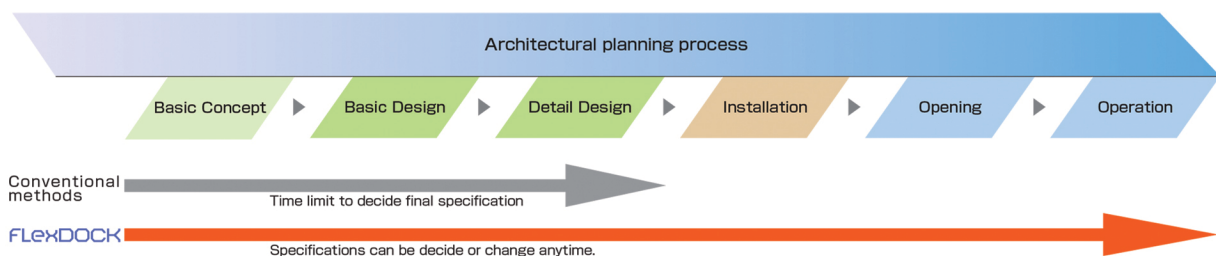 Architectural planning process
Basic Concept
Basic Design
Detail Design
Installation
Opening
Operation
Conventional
methods
Time limit to decide final specification
FLexDOCK
Specifications can be decide or change anytime.